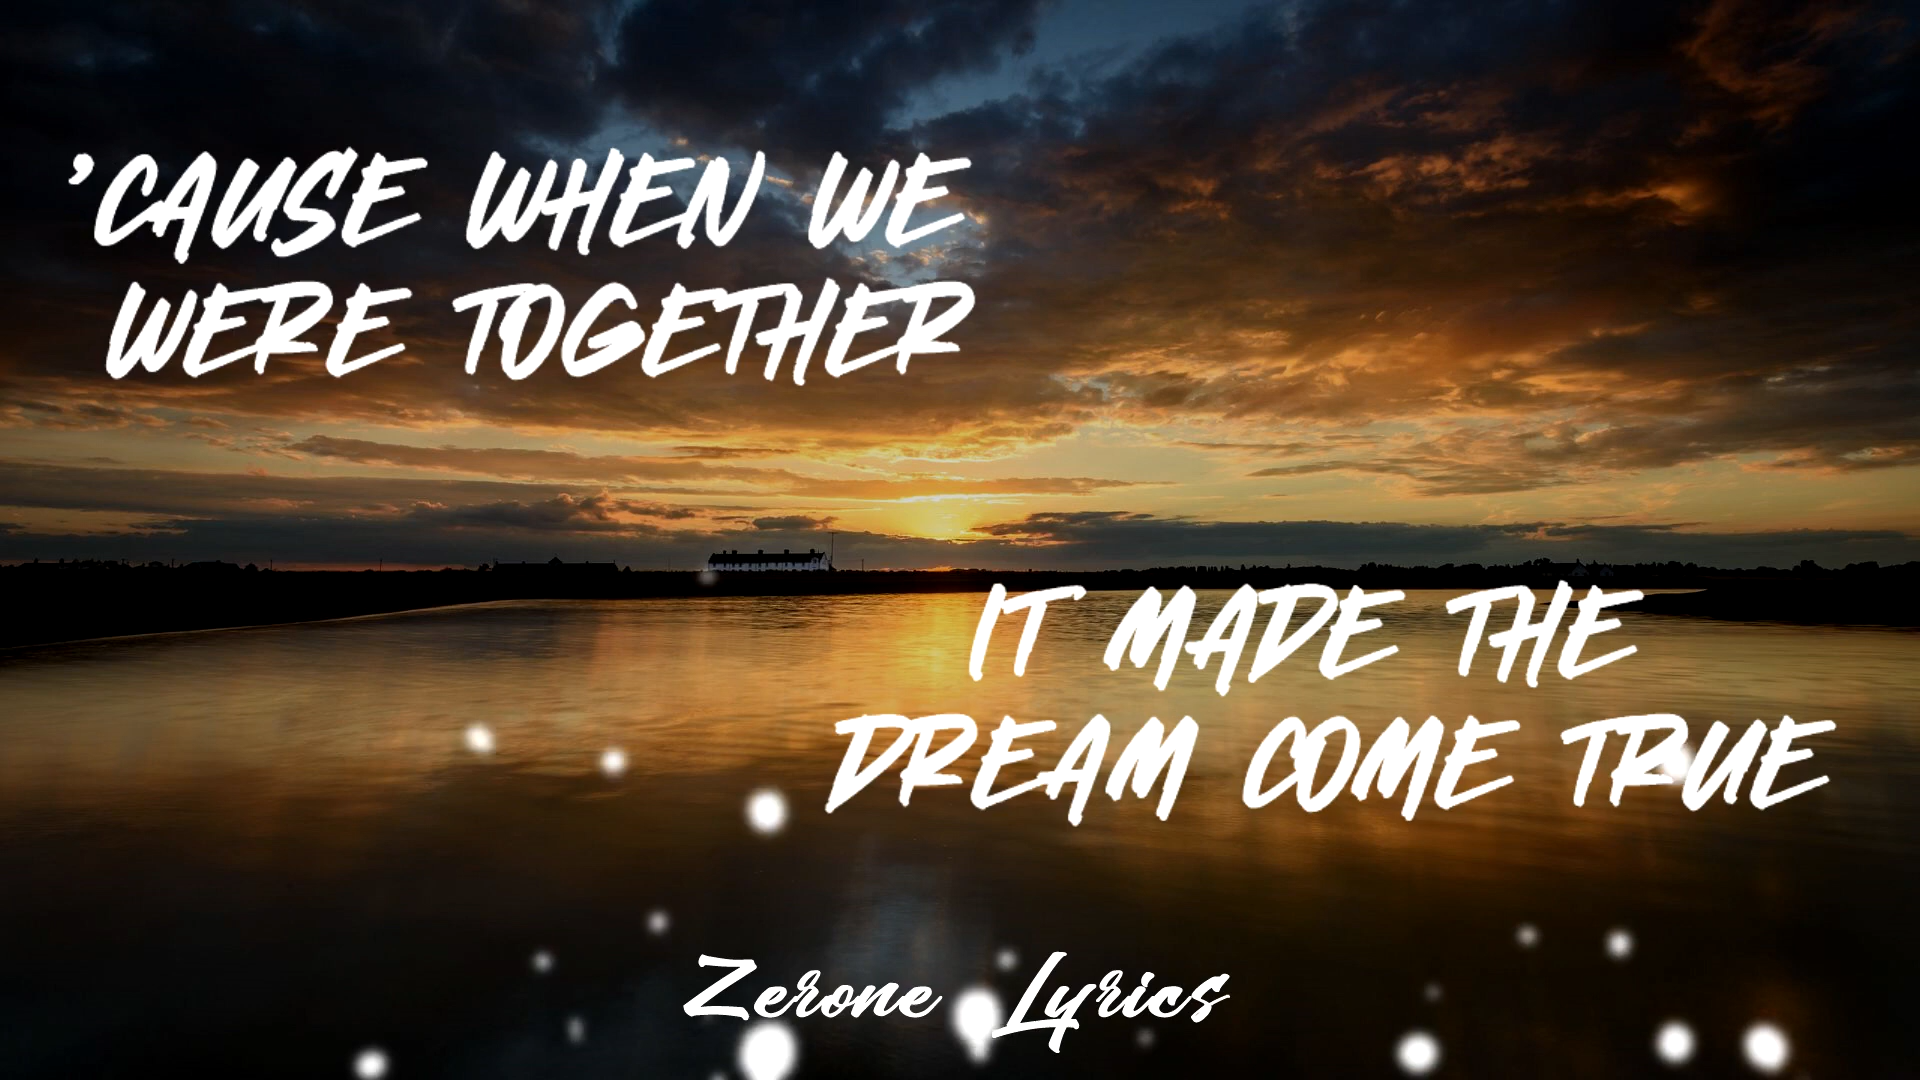 'CAUSE WHEN WE
WERE TOGETHER
IT MADE THE
DREAM COME TRUE
Zerone Lyrics